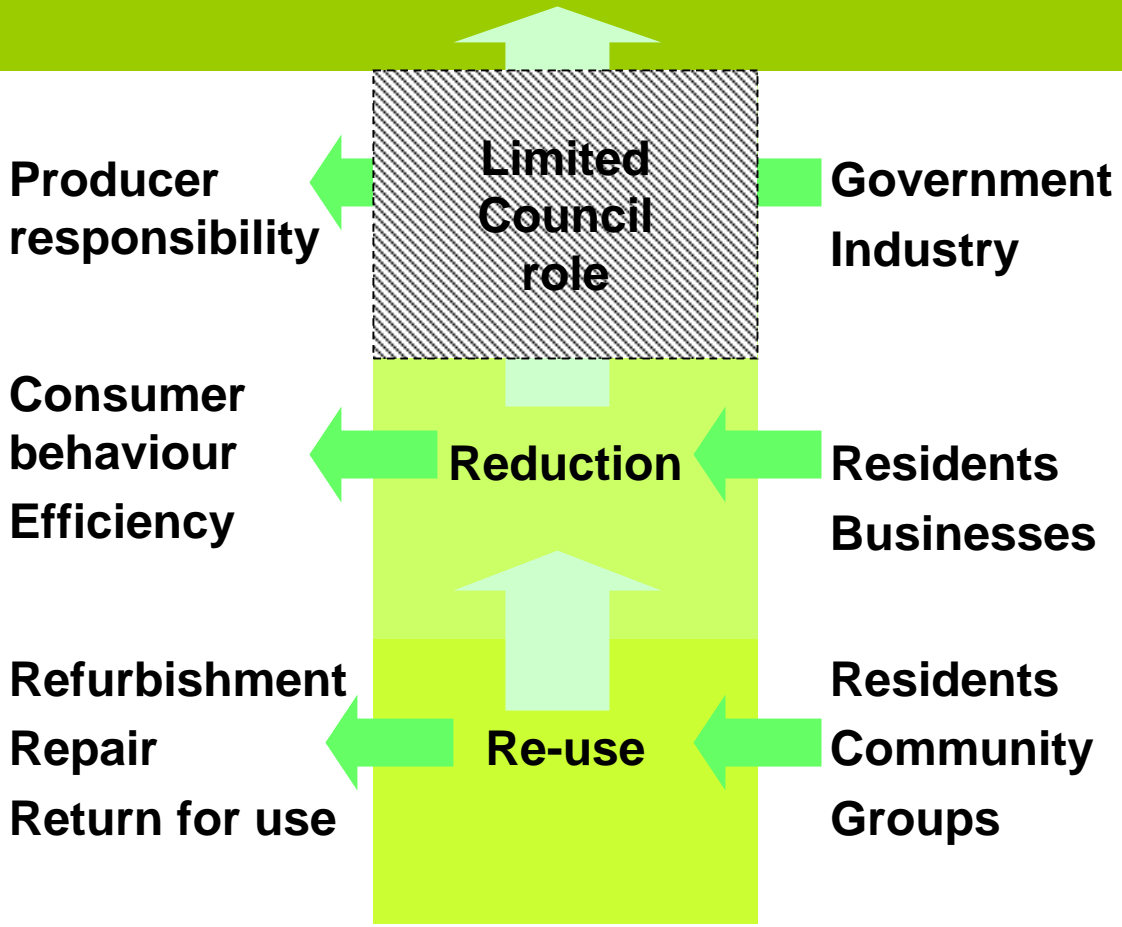 Producer
responsibility
Limited
Council
role
Government
Industry
Consumer
behaviour
Efficiency
Reduction
Residents
Businesses
Refurbishment
Repair
Return for use
Re-use
Residents
Community
Groups